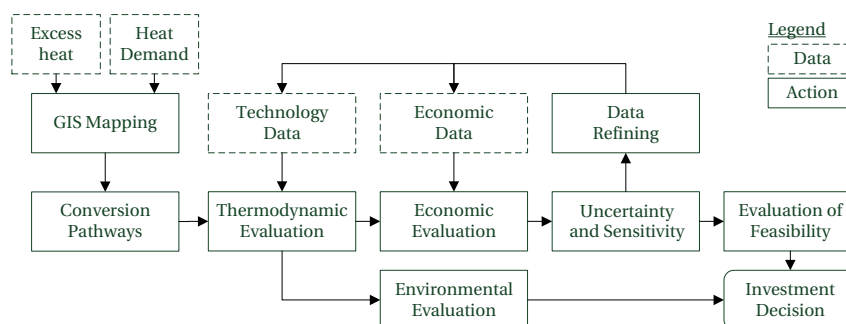 Excess
heat
Heat
Demand
Legend
Data
Action
GIS Mapping
Technology
Data
Economic
Data
Data
Refining
Conversion
Pathways
Thermodynamic
Evaluation
Economic
Evaluation
Uncertainty
and Sensitivity
Evaluation of
Feasibility
Environmental
Evaluation
Investment
Decision